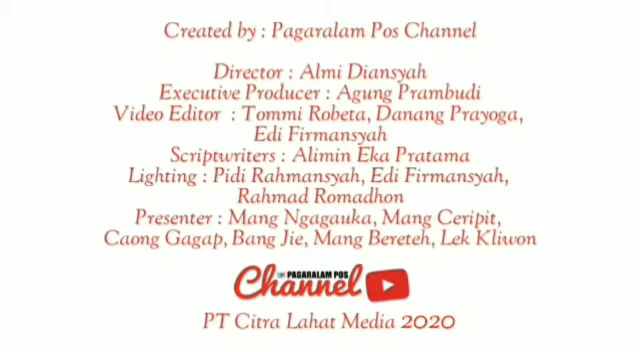 Created by : Pagaralam Pos Channel
Director : Almi Diansyah
Executive Producer : Agung Prambudi
Video Editor : Tommi Robeta, Danang Prayoga,
Edi Firmansyah
Scriptwriters : Alimin Eka Pratama
Lighting : Pidi Rahmansyah, Edi Firmansyah,
Rahmad Romadhon
Presenter : Mang Ngagauka, Mang Ceripit,
Caong Gagap, Bang Jie, Mang Bereteh, Lek Kliwon
PAGARALAM POS
Channel
PT Citra Lahat Media 2020